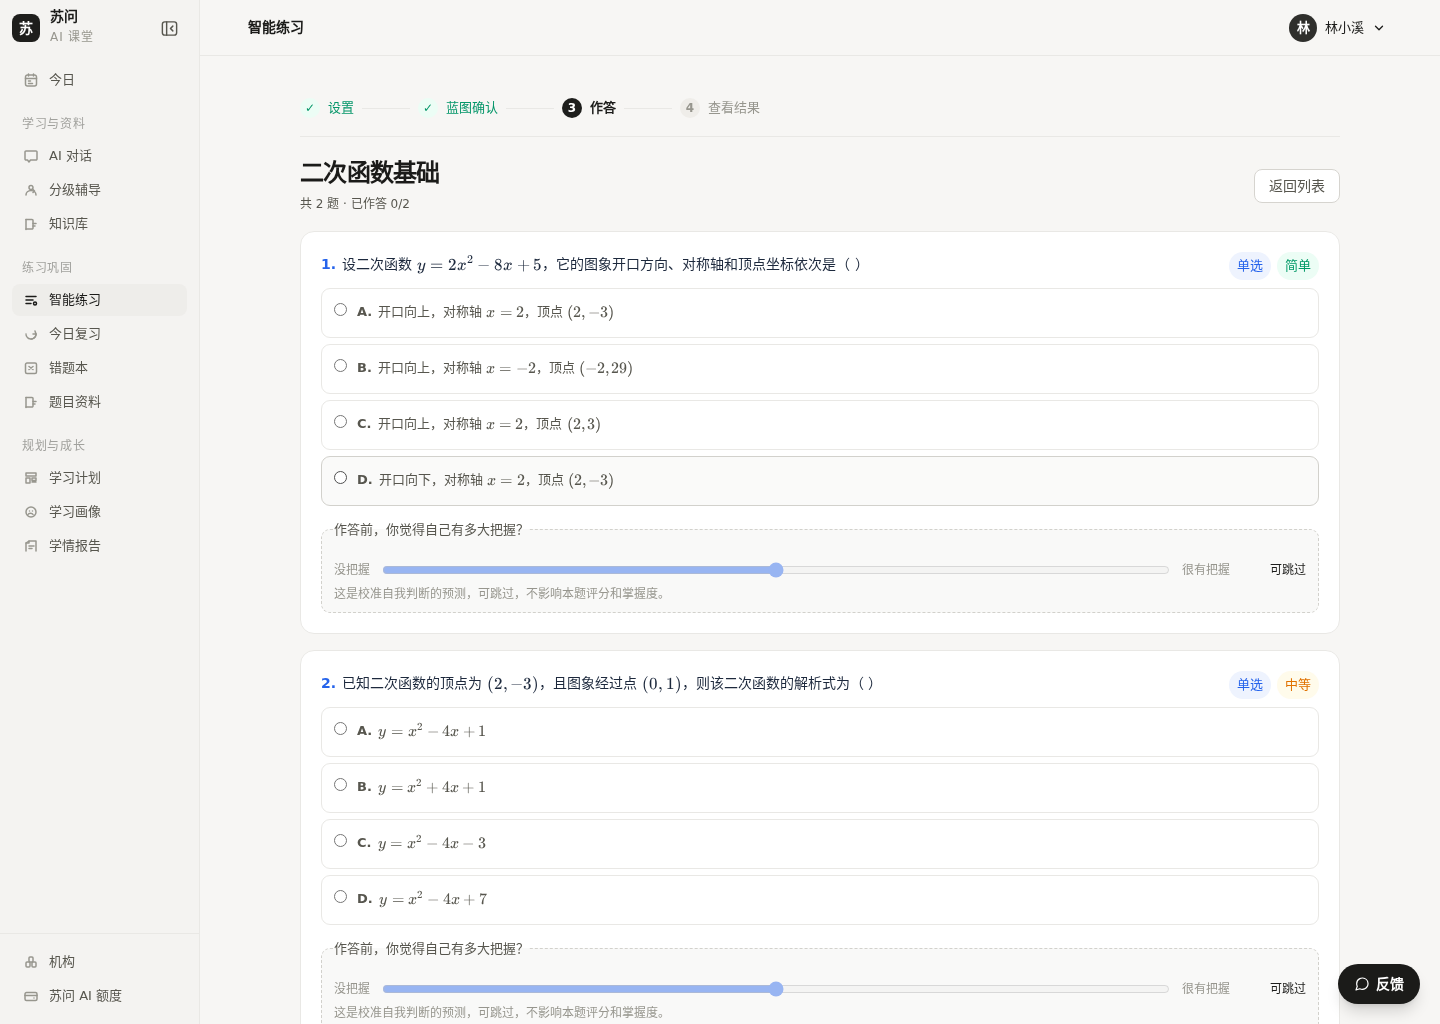 苏 苏问
AI 课堂
智能练习
林 林小溪
今日
学习与资料
AI 对话
分级辅导
知识库
练习巩固
智能练习
今日复习
错题本
题目资料
规划与成长
学习计划
学习画像
学情报告
机构
苏问 AI 额度
✓ 设置 ✓ 蓝图确认 3 作答 4 查看结果
二次函数基础
共 2 题 · 已作答 0/2
返回列表
1. 设二次函数 y = 2x² − 8x + 5，它的图象开口方向、对称轴和顶点坐标依次是（ ）
单选 简单
A. 开口向上，对称轴 x = 2，顶点 (2, −3)
B. 开口向上，对称轴 x = −2，顶点 (−2, 29)
C. 开口向上，对称轴 x = 2，顶点 (2, 3)
D. 开口向下，对称轴 x = 2，顶点 (2, −3)
作答前，你觉得自己有多大把握？
没把握 很有把握 可跳过
这是校准自我判断的预测，可跳过，不影响本题评分和掌握度。
2. 已知二次函数的顶点为 (2, −3)，且图象经过点 (0, 1)，则该二次函数的解析式为（ ）
单选 中等
A. y = x² − 4x + 1
B. y = x² + 4x + 1
C. y = x² − 4x − 3
D. y = x² − 4x + 7
作答前，你觉得自己有多大把握？
没把握 很有把握 可跳过
这是校准自我判断的预测，可跳过，不影响本题评分和掌握度。
反馈